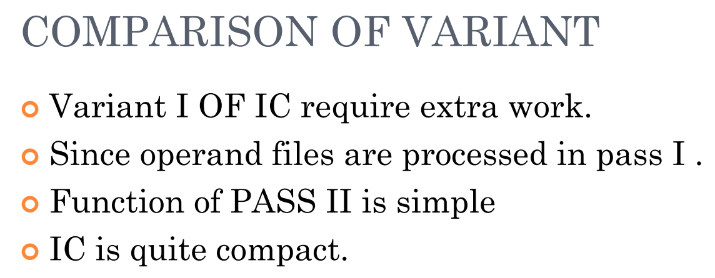 COMPARISON OF VARIANT
Variant I OF IC require extra work.
Since operand files are processed in pass I .
Function of PASS II is simple
IC is quite compact.